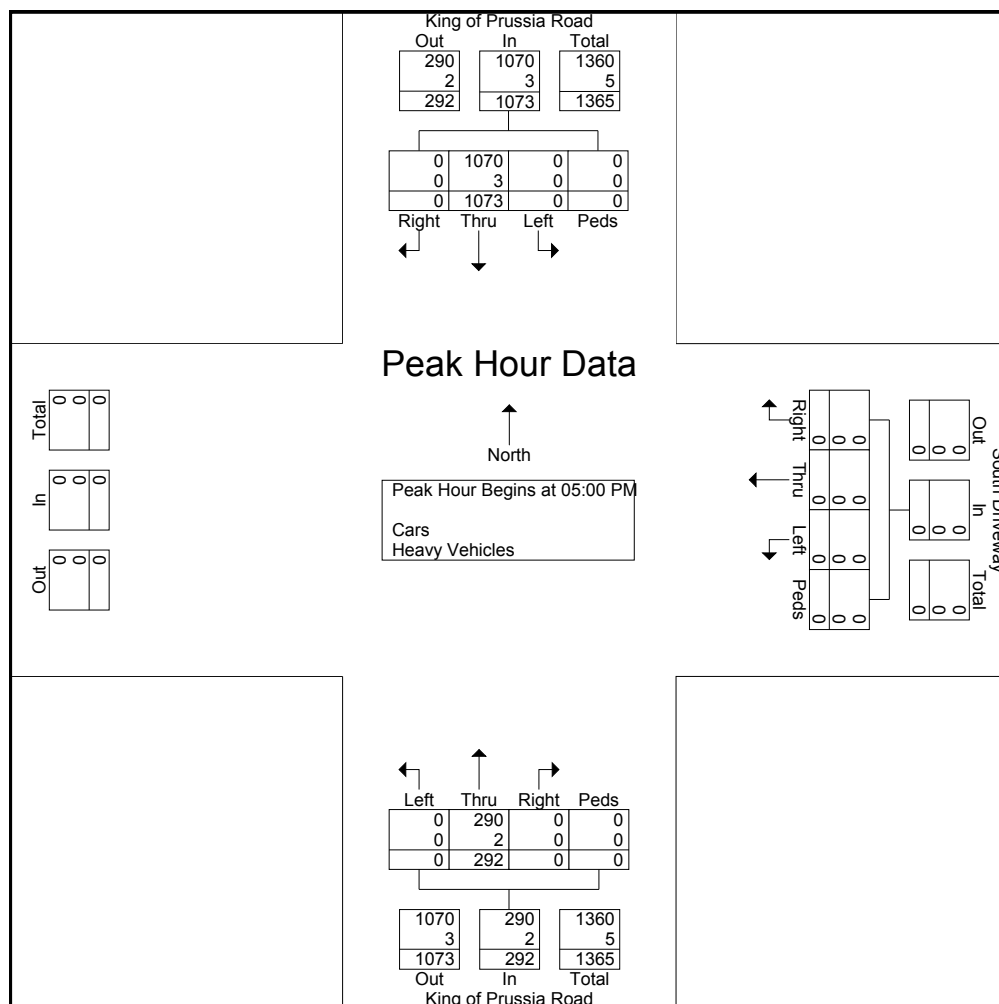 King of Prussia Road
Out In Total
290 1070 1360
2 3 5
292 1073 1365
0 1070 0 0
0 3 0 0
0 1073 0 0
Right Thru Left Peds
Peak Hour Data
North
Peak Hour Begins at 05:00 PM
Cars
Heavy Vehicles
Total
0 0 0
In
0 0 0
Out
0 0 0
Right
0 0 0
Thru
0 0 0
Left
0 0 0
Peds
0 0 0
South Driveway
Out
0 0 0
In
0 0 0
Total
0 0 0
Left Thru Right Peds
0 290 0 0
0 2 0 0
0 292 0 0
1070 290 1360
3 2 5
1073 292 1365
Out In Total
King of Prussia Road